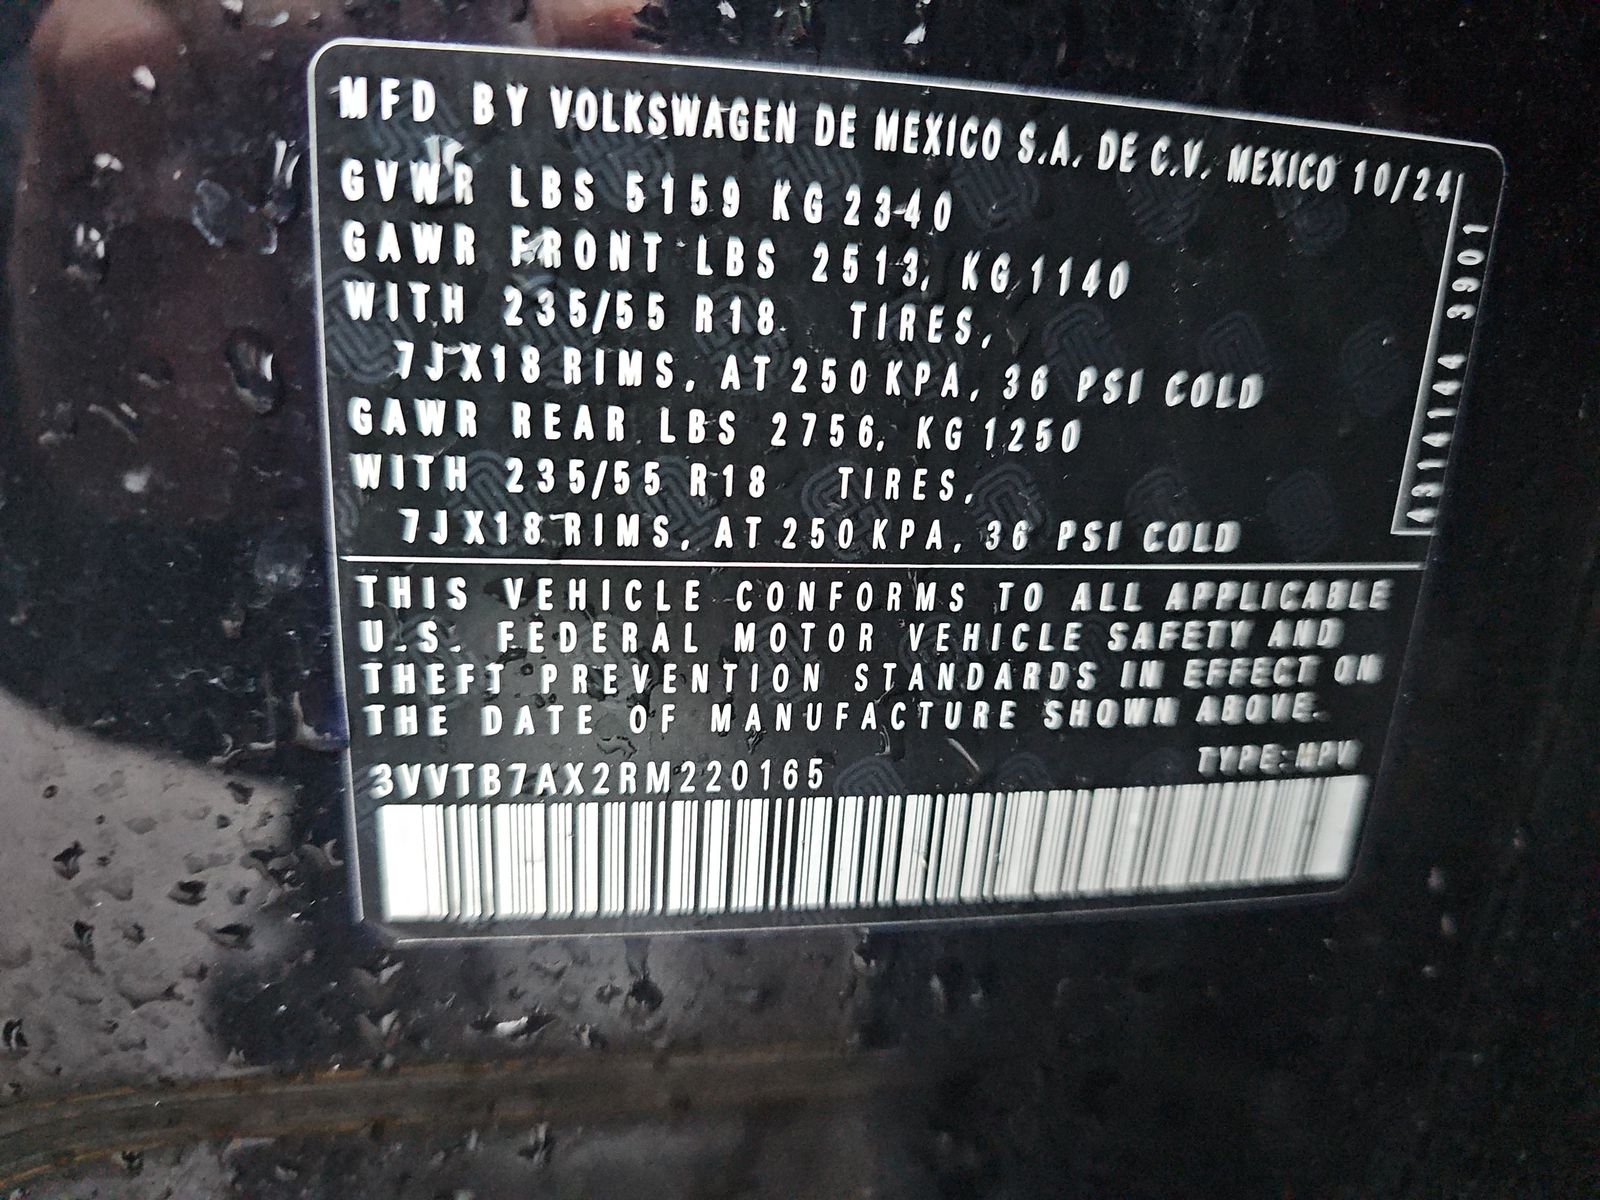 MFD BY VOLKSWAGEN DE MEXICO S.A. DE C.V. MEXICO 10/24
GVWR LBS 5159 KG 2340
GAWR FRONT LBS 2513, KG 1140
WITH 235/55 R18 TIRES,
7JX18 RIMS, AT 250 KPA, 36 PSI COLD
GAWR REAR LBS 2756, KG 1250
WITH 235/55 R18 TIRES,
7JX18 RIMS, AT 250 KPA, 36 PSI COLD
THIS VEHICLE CONFORMS TO ALL APPLICABLE
U.S. FEDERAL MOTOR VEHICLE SAFETY AND
THEFT PREVENTION STANDARDS IN EFFECT ON
THE DATE OF MANUFACTURE SHOWN ABOVE.
3VVTB7AX2RM220165 TYPE: MPV
4314144 3901